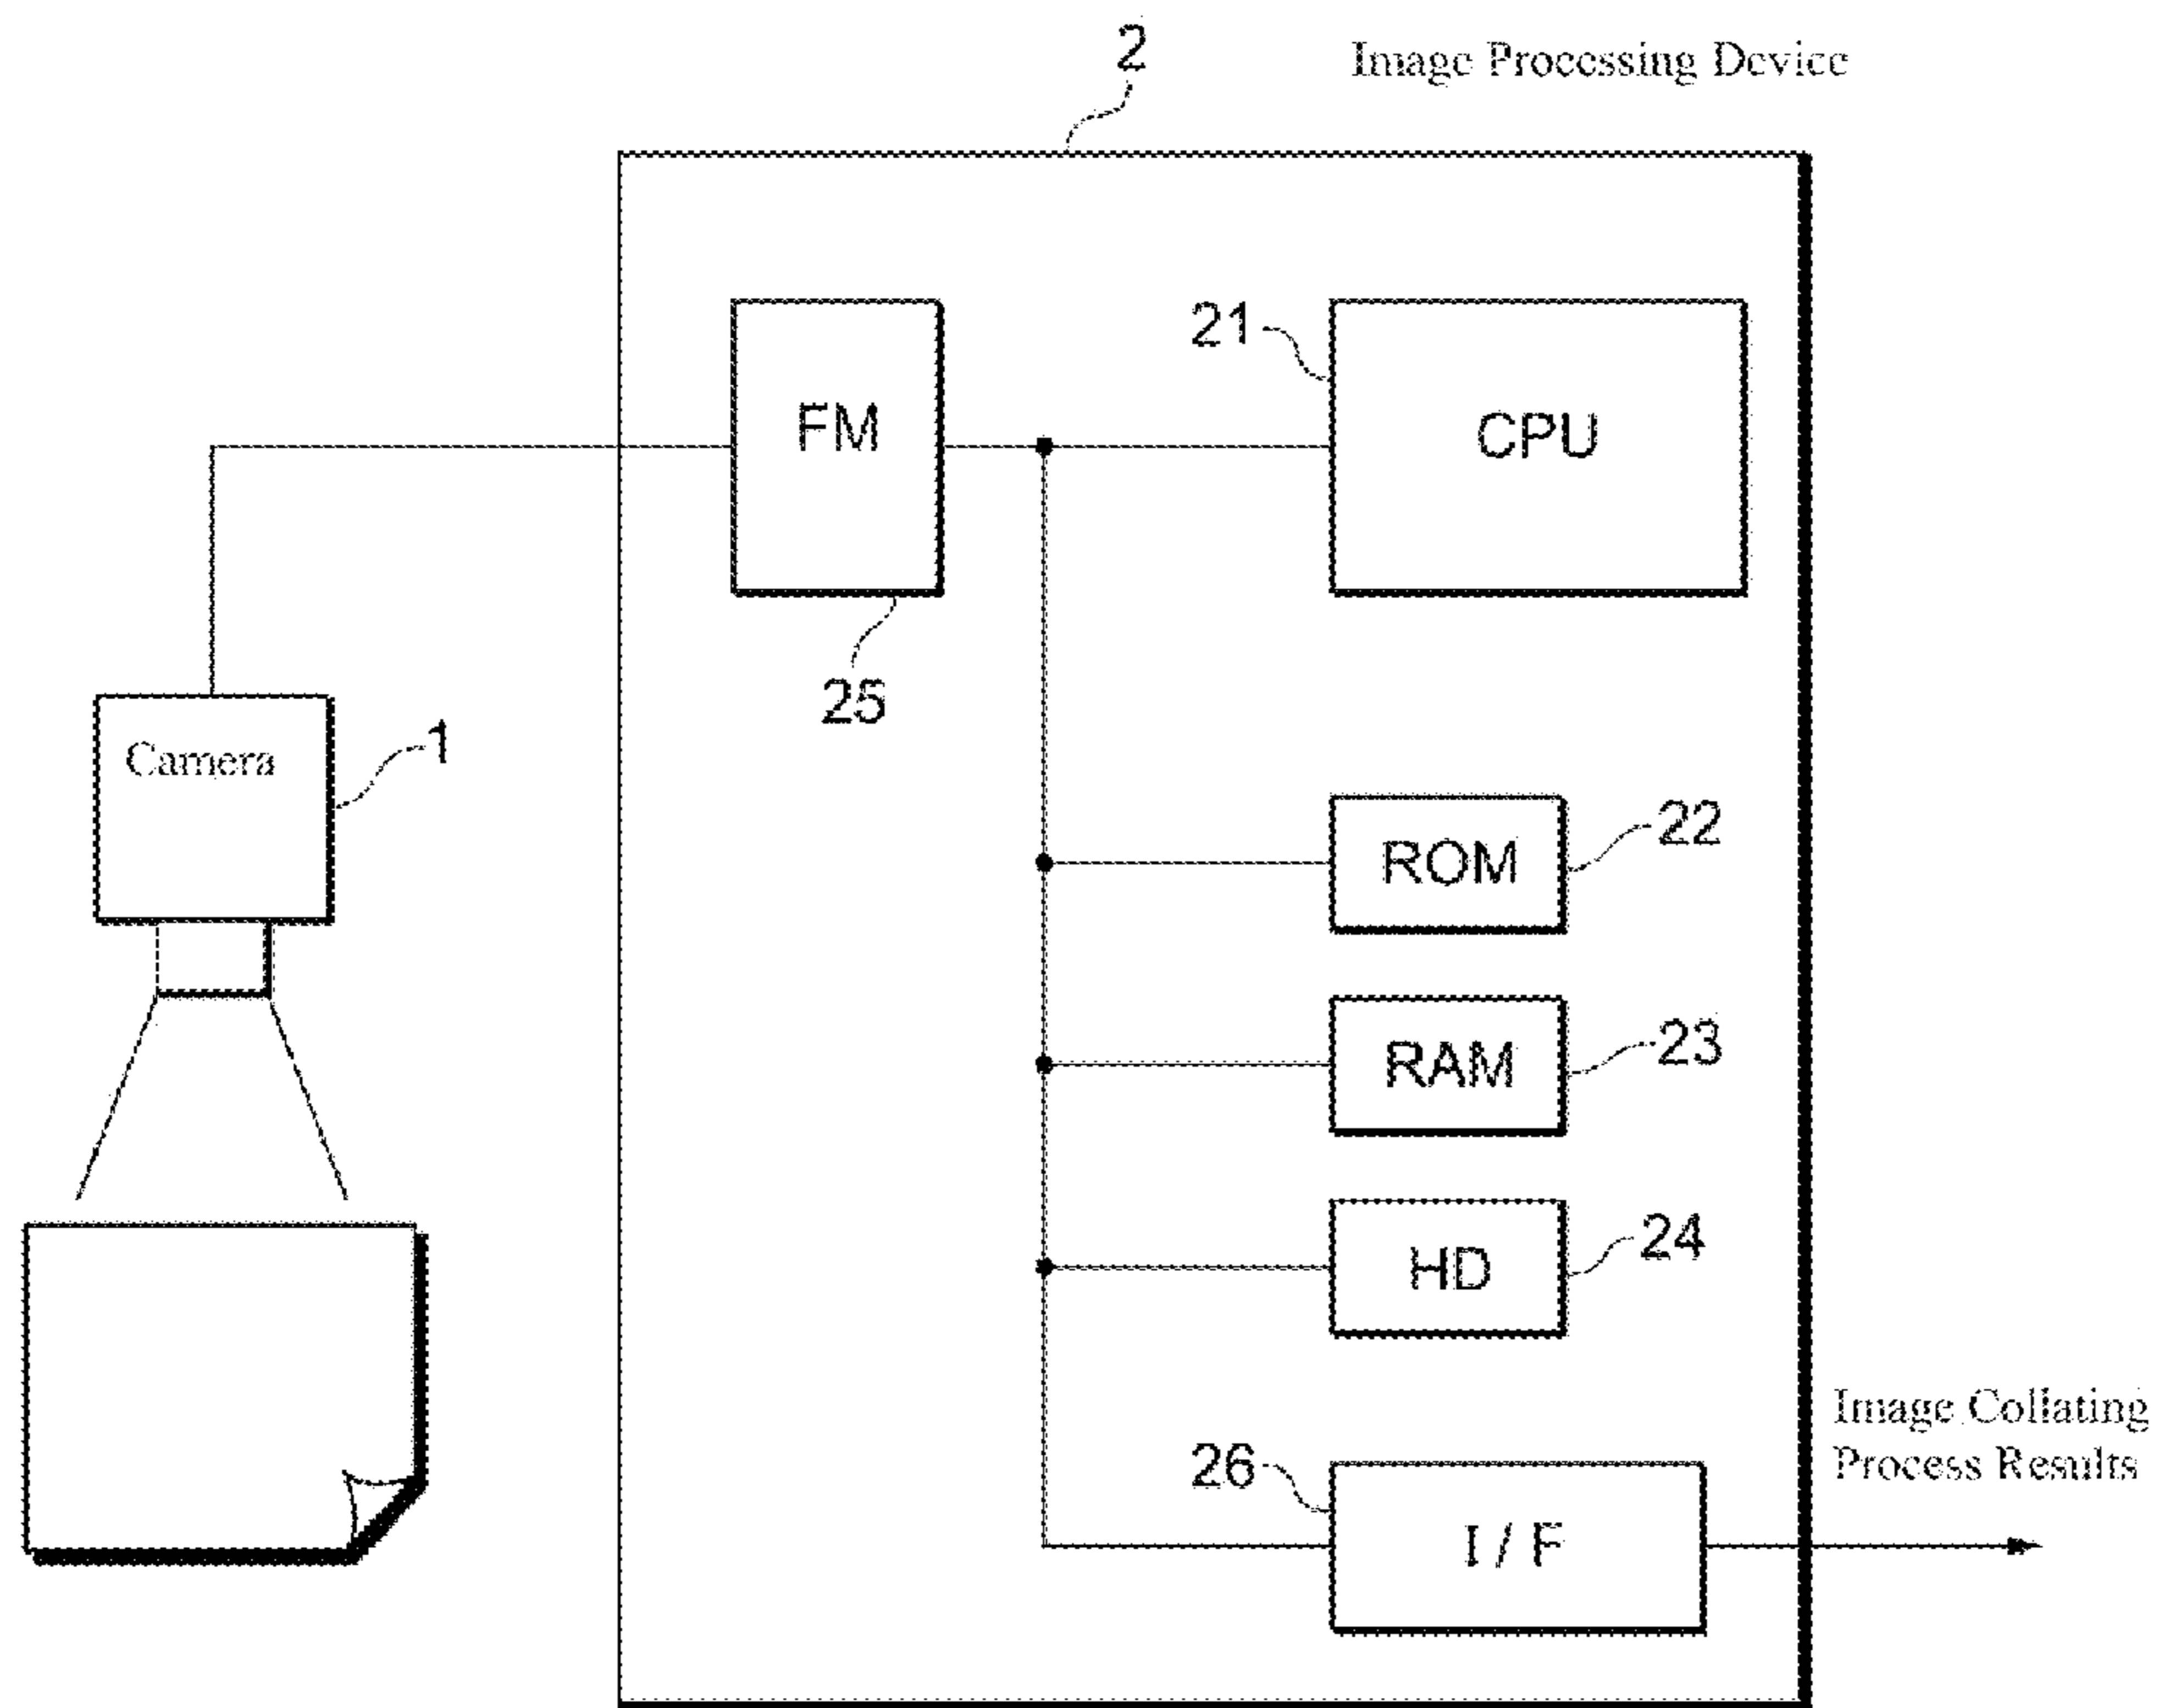 2
Image Processing Device
21
FM
CPU
25
Camera
1
ROM
22
RAM
23
HD
24
Image Collating
Process Results
26
I / F